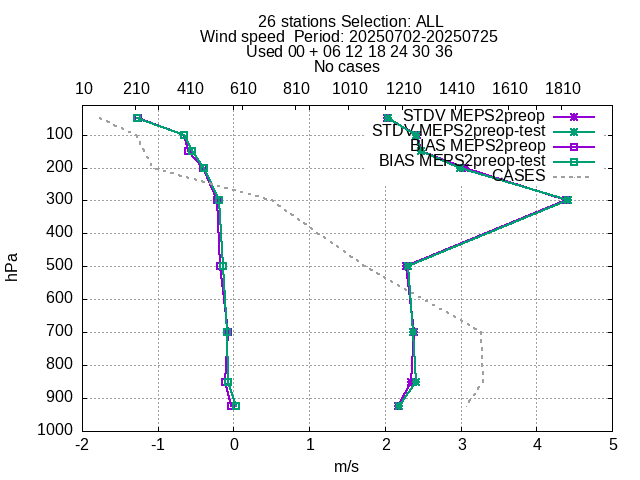 26 stations Selection: ALL
Wind speed  Period: 20250702-20250725
Used 00 + 06 12 18 24 30 36
No cases
10 210 410 610 810 1010 1210 1410 1610 1810
STDV MEPS2preop
STDV MEPS2preop-test
BIAS MEPS2preop
BIAS MEPS2preop-test
CASES
100
200
300
400
500
600
700
800
900
1000
hPa
-2 -1 0 1 2 3 4 5
m/s